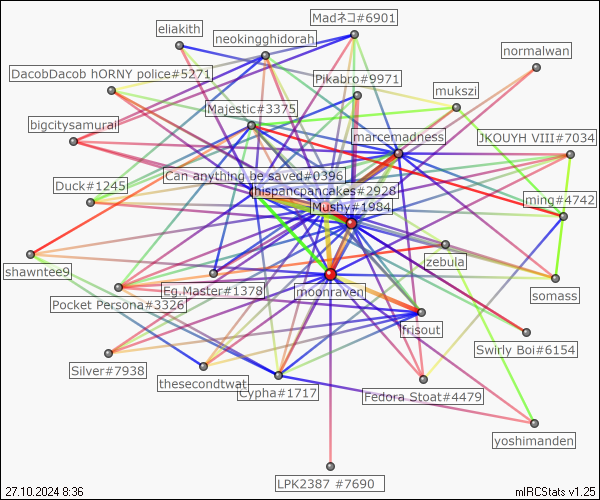 Madネコ#6901
eliakith
neokingghidorah
normalwan
DacobDacob hORNY police#5271
Pikabro#9971
mukszi
Majestic#3375
bigcitysamurai
marcemadness
JKOUYH VIII#7034
Can anything be saved#0396
Duck#1245
hispancpancakes#2928
ming#4742
Mushy#1984
zebula
shawntee9
somass
Eg.Master#1378
moonraven
Pocket Persona#3326
frisout
Swirly Boi#6154
Silver#7938
thesecondtwat
Cypha#1717
Fedora Stoat#4479
yoshimanden
LPK2387 #7690
27.10.2024 8:36
mIRCStats v1.25